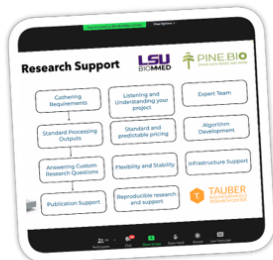 Research Support
LSU
BIOMMED
PINE.BIO
Gathering
Requirements
Listening and
Understanding your
project
Expert Team
Standard Processing
Outputs
Standard and
predictable pricing
Algorithm
Development
Answering Custom
Research Questions
Flexibility and Stability
Infrastructure Support
Publication Support
Reproducible research
and support
TAUBER